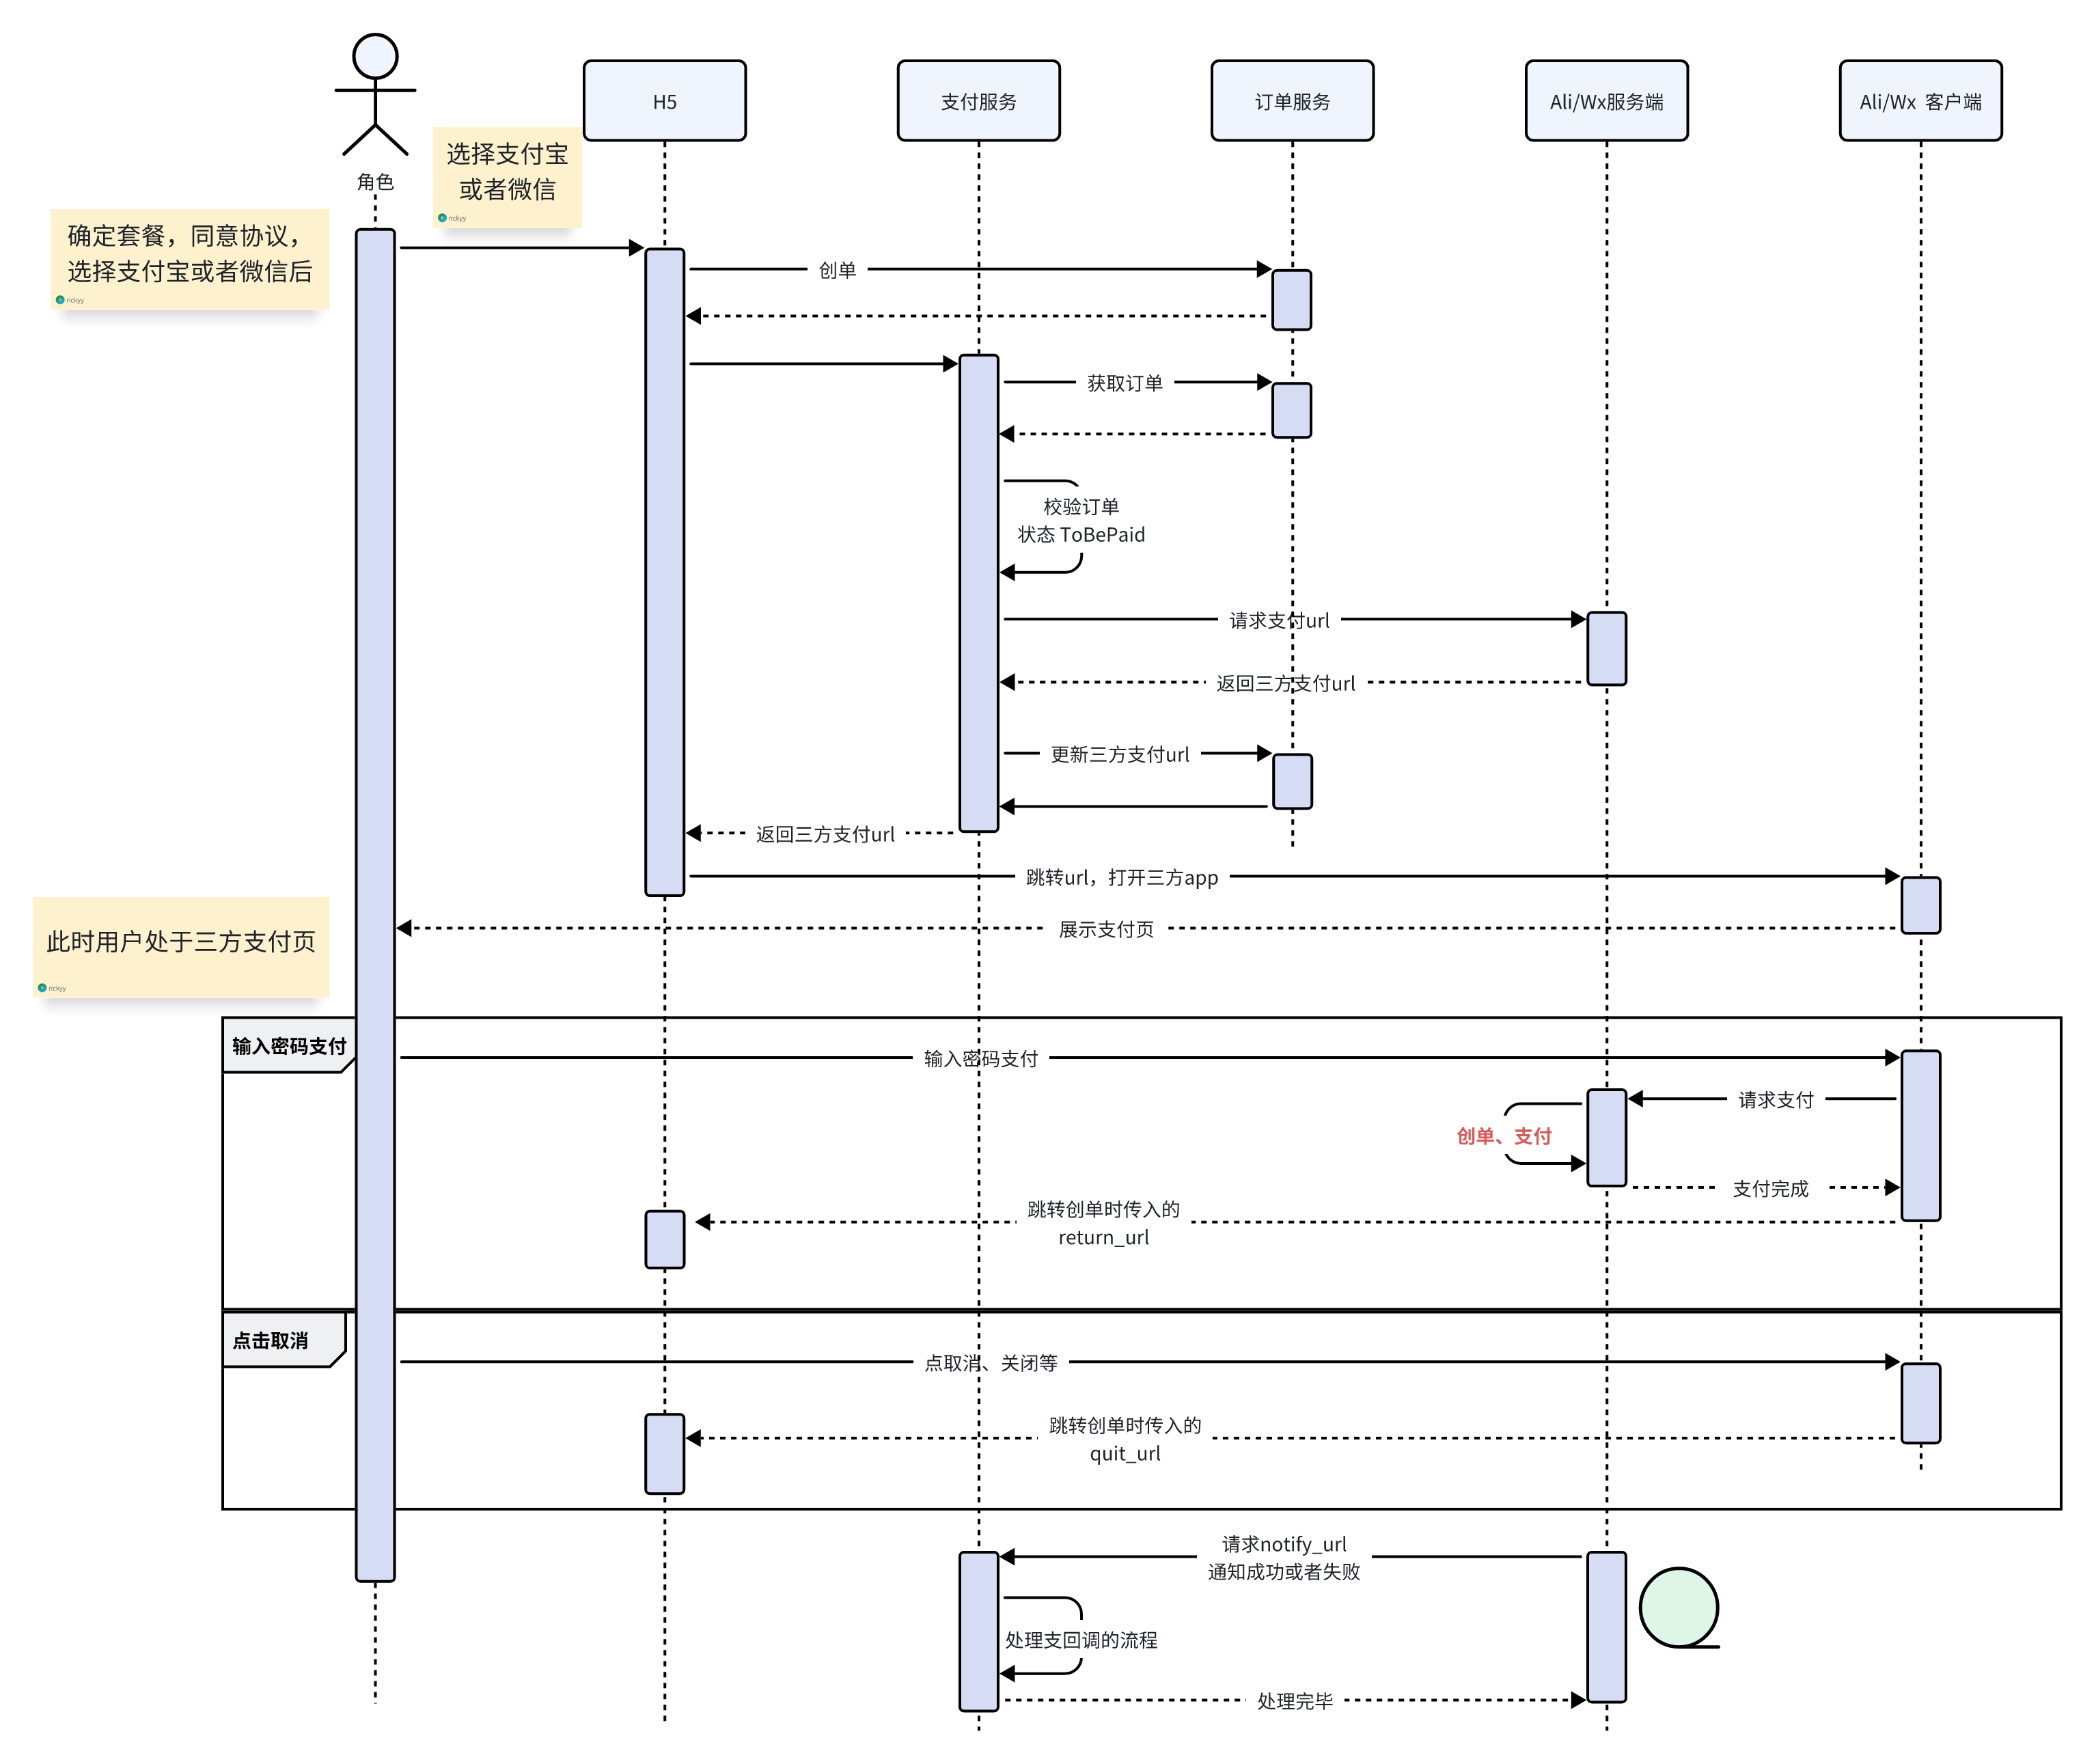 H5
支付服务
订单服务
Ali/Wx服务端
Ali/Wx 客户端
选择支付宝
或者微信
rickyy
角色
确定套餐，同意协议，
选择支付宝或者微信后
rickyy
创单
获取订单
校验订单
状态 ToBePaid
请求支付url
返回三方支付url
更新三方支付url
返回三方支付url
跳转url，打开三方app
展示支付页
此时用户处于三方支付页
rickyy
输入密码支付
输入密码支付
请求支付
创单、支付
支付完成
跳转创单时传入的
return_url
点击取消
点取消、关闭等
跳转创单时传入的
quit_url
请求notify_url
通知成功或者失败
处理支回调的流程
处理完毕